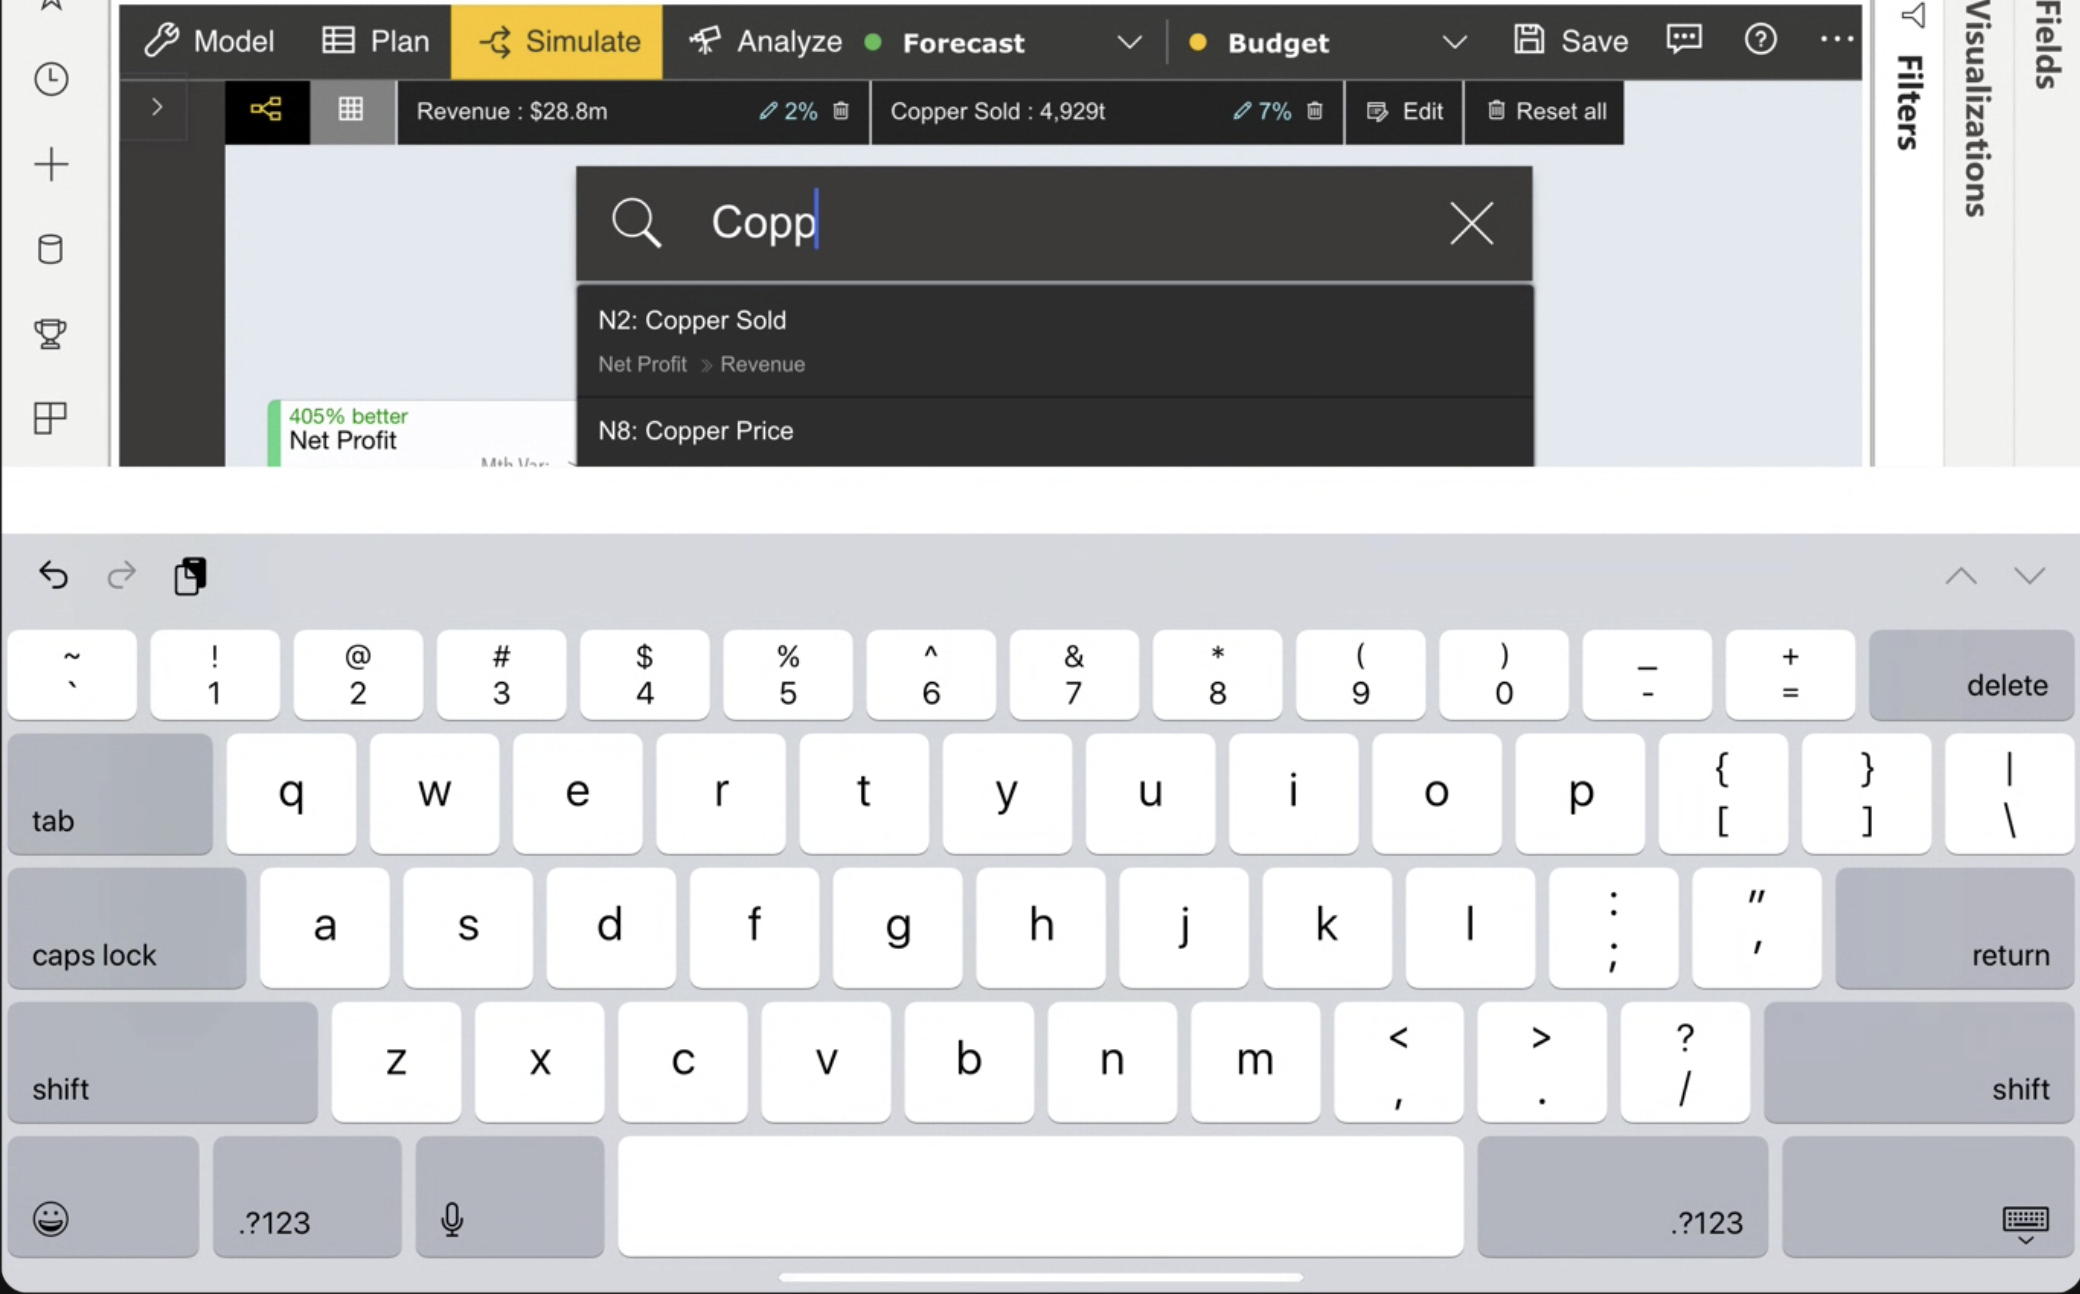 Model Plan Simulate Analyze Forecast Budget Save
Revenue : $28.8m 2% Copper Sold : 4,929t 7% Edit Reset all
Filters
Visualizations
Fields
Copp
N2: Copper Sold
Net Profit » Revenue
N8: Copper Price
405% better
Net Profit
Mth Var:
~ ! @ # $ % ^ & * ( ) _ +
` 1 2 3 4 5 6 7 8 9 0 - = delete
tab q w e r t y u i o p { } |
[ ] \
caps lock a s d f g h j k l : "
; ' return
shift z x c v b n m < > ?
, . / shift
.?123 .?123